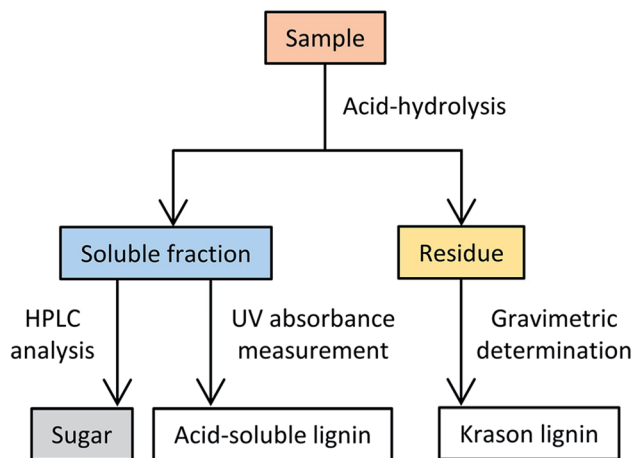 Sample
Acid-hydrolysis
Soluble fraction
Residue
HPLC
analysis
UV absorbance
measurement
Gravimetric
determination
Sugar
Acid-soluble lignin
Krason lignin